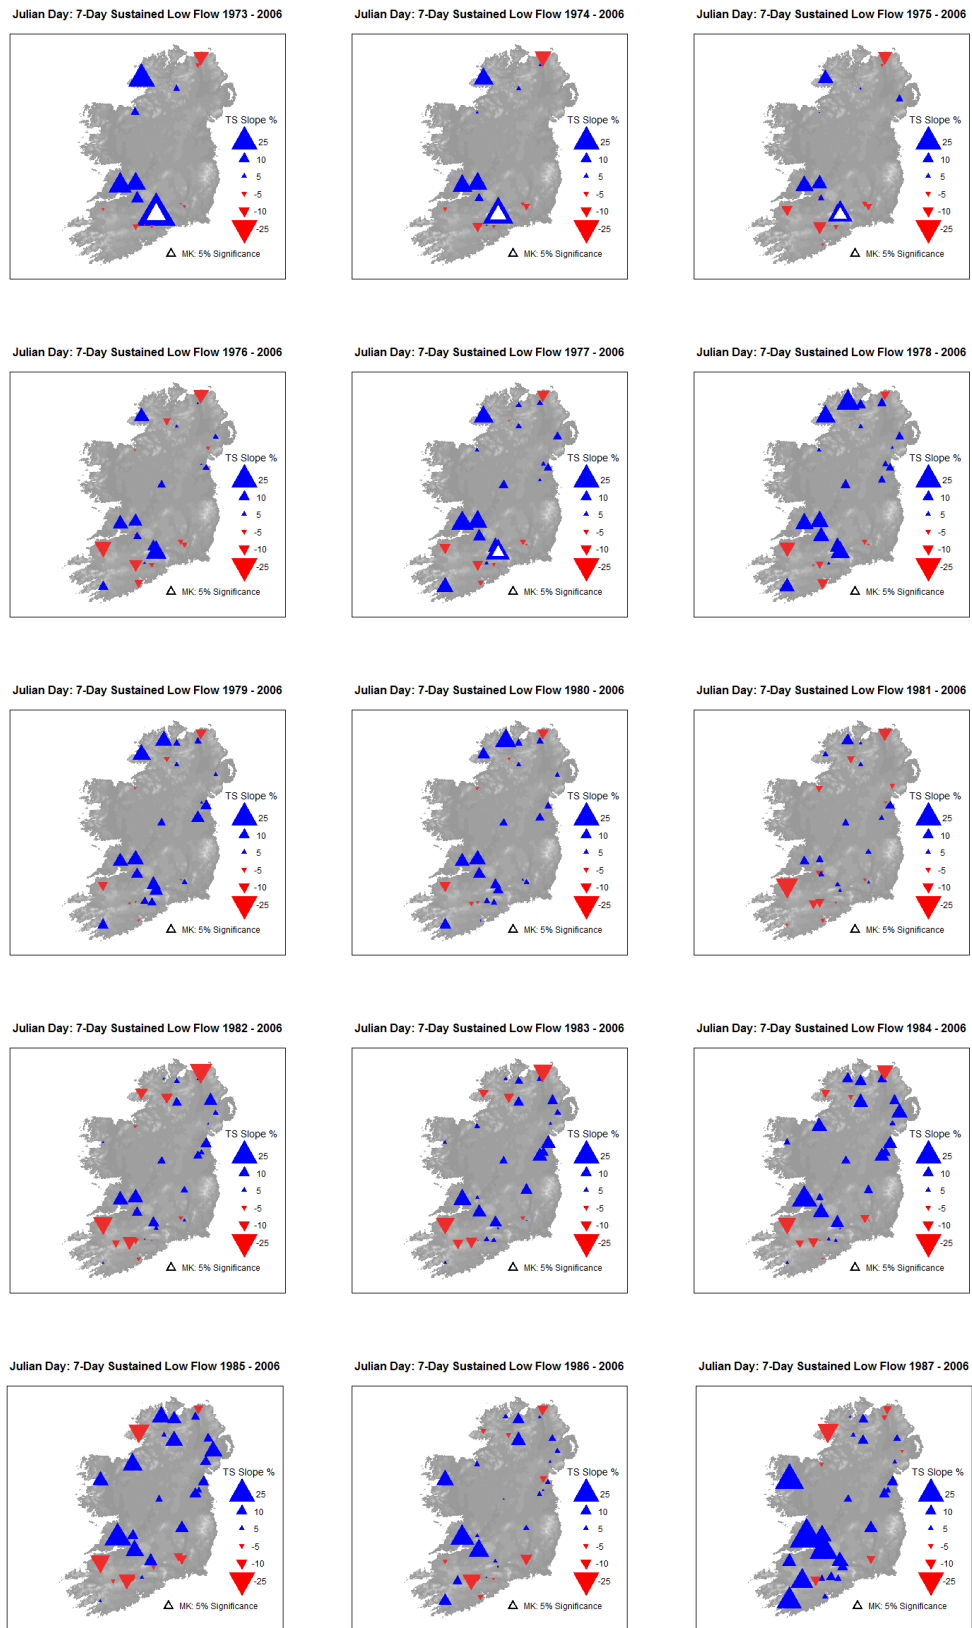 Julian Day: 7-Day Sustained Low Flow 1973 - 2006
TS Slope %
25
10
5
-5
-10
-25
MK: 5% Significance
Julian Day: 7-Day Sustained Low Flow 1974 - 2006
TS Slope %
25
10
5
-5
-10
-25
MK: 5% Significance
Julian Day: 7-Day Sustained Low Flow 1975 - 2006
TS Slope %
25
10
5
-5
-10
-25
MK: 5% Significance
Julian Day: 7-Day Sustained Low Flow 1976 - 2006
TS Slope %
25
10
5
-5
-10
-25
MK: 5% Significance
Julian Day: 7-Day Sustained Low Flow 1977 - 2006
TS Slope %
25
10
5
-5
-10
-25
MK: 5% Significance
Julian Day: 7-Day Sustained Low Flow 1978 - 2006
TS Slope %
25
10
5
-5
-10
-25
MK: 5% Significance
Julian Day: 7-Day Sustained Low Flow 1979 - 2006
TS Slope %
25
10
5
-5
-10
-25
MK: 5% Significance
Julian Day: 7-Day Sustained Low Flow 1980 - 2006
TS Slope %
25
10
5
-5
-10
-25
MK: 5% Significance
Julian Day: 7-Day Sustained Low Flow 1981 - 2006
TS Slope %
25
10
5
-5
-10
-25
MK: 5% Significance
Julian Day: 7-Day Sustained Low Flow 1982 - 2006
TS Slope %
25
10
5
-5
-10
-25
MK: 5% Significance
Julian Day: 7-Day Sustained Low Flow 1983 - 2006
TS Slope %
25
10
5
-5
-10
-25
MK: 5% Significance
Julian Day: 7-Day Sustained Low Flow 1984 - 2006
TS Slope %
25
10
5
-5
-10
-25
MK: 5% Significance
Julian Day: 7-Day Sustained Low Flow 1985 - 2006
TS Slope %
25
10
5
-5
-10
-25
MK: 5% Significance
Julian Day: 7-Day Sustained Low Flow 1986 - 2006
TS Slope %
25
10
5
-5
-10
-25
MK: 5% Significance
Julian Day: 7-Day Sustained Low Flow 1987 - 2006
TS Slope %
25
10
5
-5
-10
-25
MK: 5% Significance